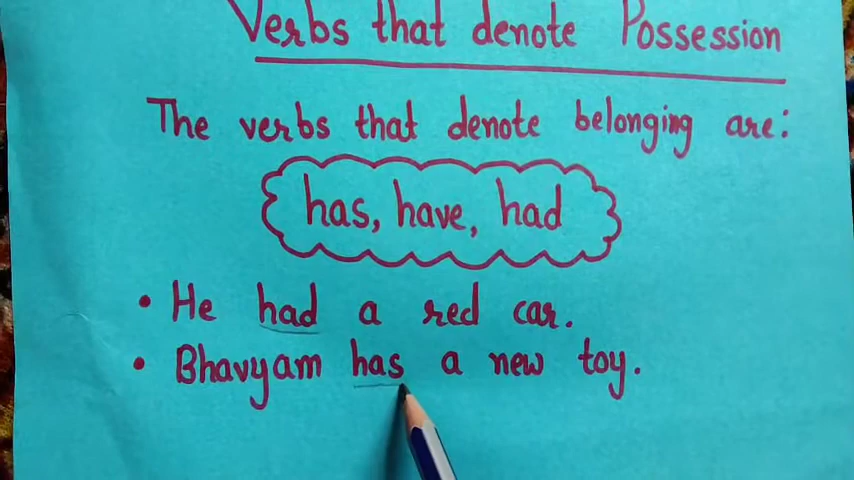 Verbs that denote Possession
The verbs that denote belonging are:
has, have, had
• He had a red car.
• Bhavyam has a new toy.